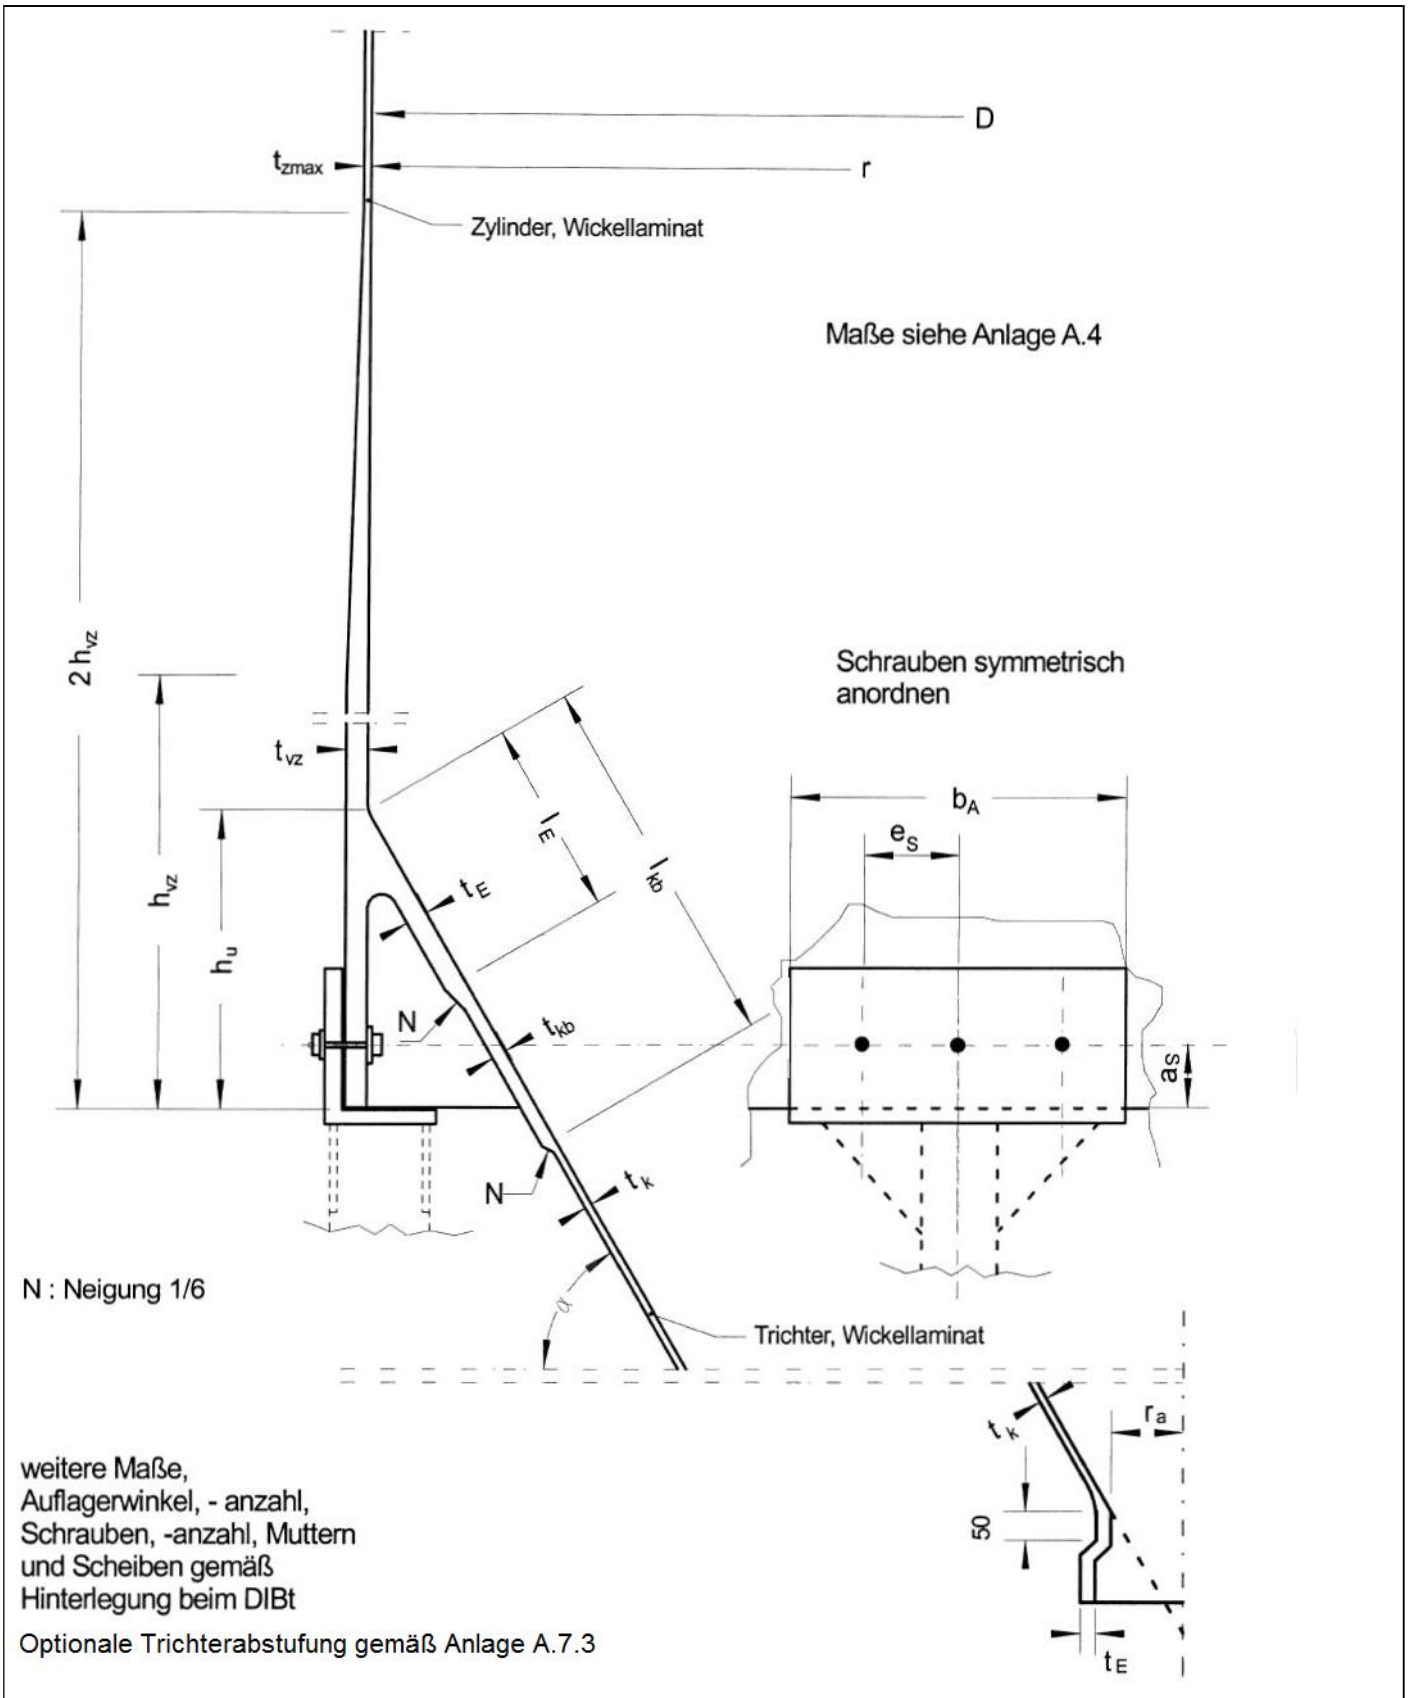 D
t_zmax
r
Zylinder, Wickellaminat
Maße siehe Anlage A.4
2 h_vz
Schrauben symmetrisch
anordnen
t_vz
b_A
e_S
l_E
l_kb
t_E
h_vz
h_u
N
t_kb
a_S
N
t_k
N : Neigung 1/6
α
Trichter, Wickellaminat
t_k
r_a
50
weitere Maße,
Auflagerwinkel, - anzahl,
Schrauben, -anzahl, Muttern
und Scheiben gemäß
Hinterlegung beim DIBt
Optionale Trichterabstufung gemäß Anlage A.7.3
t_E